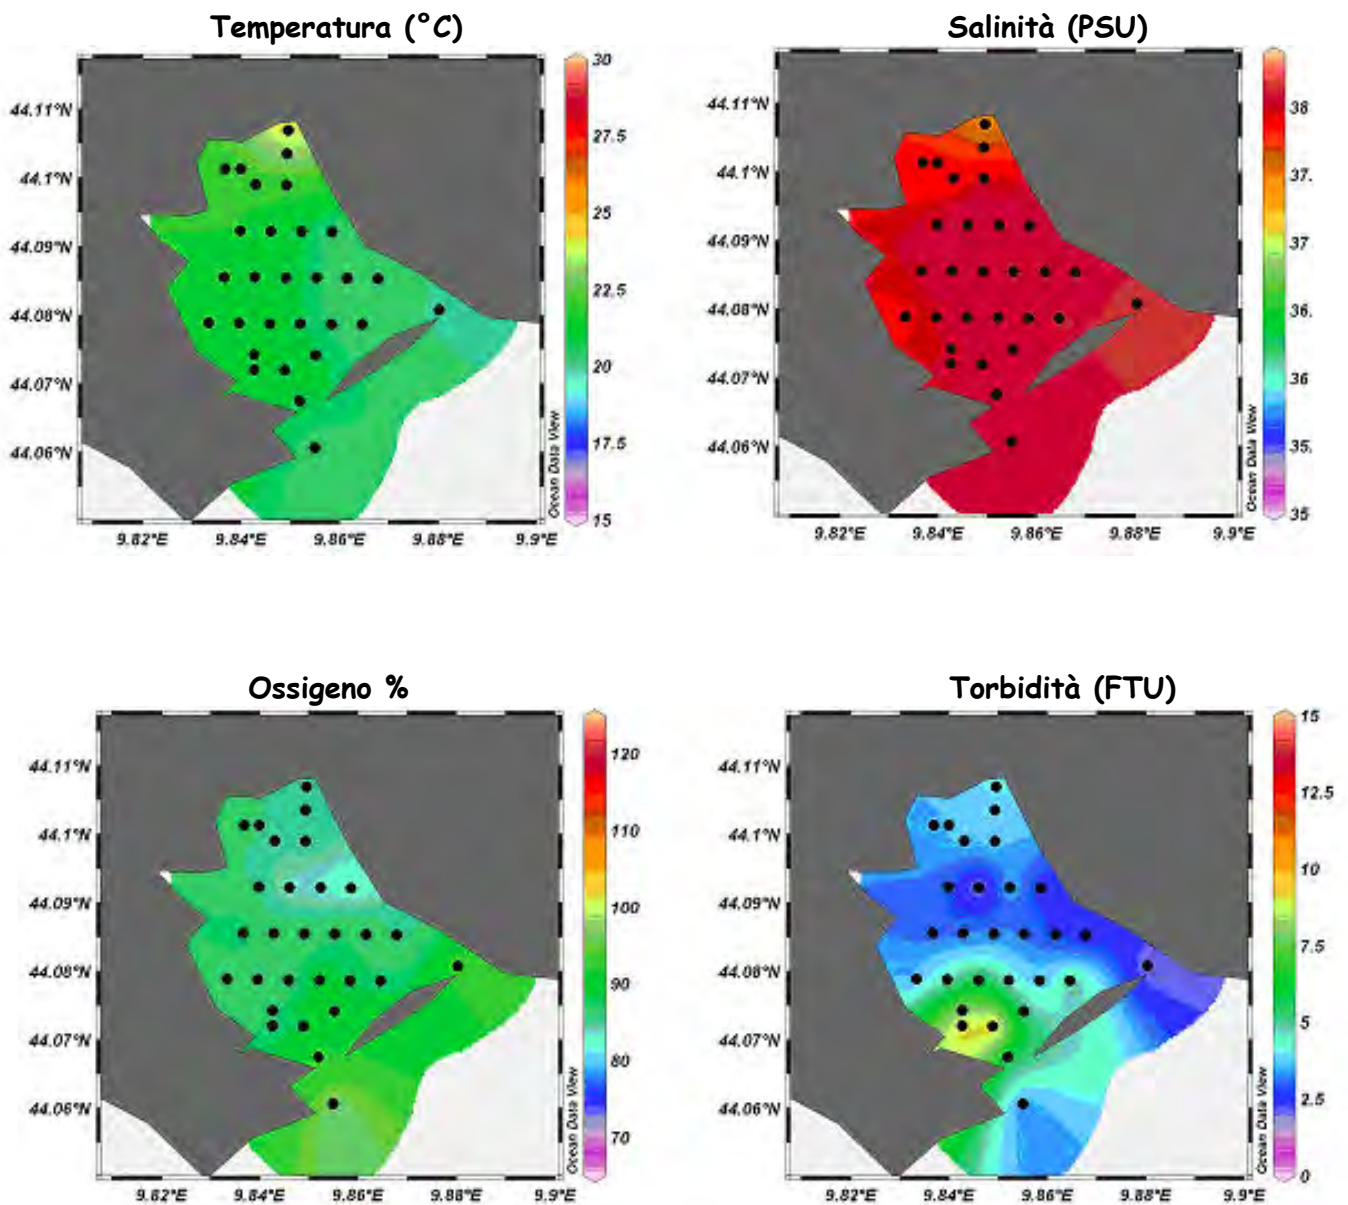 Temperatura (°C)
Salinità (PSU)
30
27.5
25
22.5
20
17.5
15
44.11°N
44.1°N
44.09°N
44.08°N
44.07°N
44.06°N
9.82°E 9.84°E 9.86°E 9.88°E 9.9°E
Ocean Data View
38
37.
37
36.
36
35.
35
44.11°N
44.1°N
44.09°N
44.08°N
44.07°N
44.06°N
9.82°E 9.84°E 9.86°E 9.88°E 9.9°E
Ocean Data View
Ossigeno %
Torbidità (FTU)
120
110
100
90
80
70
44.11°N
44.1°N
44.09°N
44.08°N
44.07°N
44.06°N
9.82°E 9.84°E 9.86°E 9.88°E 9.9°E
Ocean Data View
15
12.5
10
7.5
5
2.5
0
44.11°N
44.1°N
44.09°N
44.08°N
44.07°N
44.06°N
9.82°E 9.84°E 9.86°E 9.88°E 9.9°E
Ocean Data View